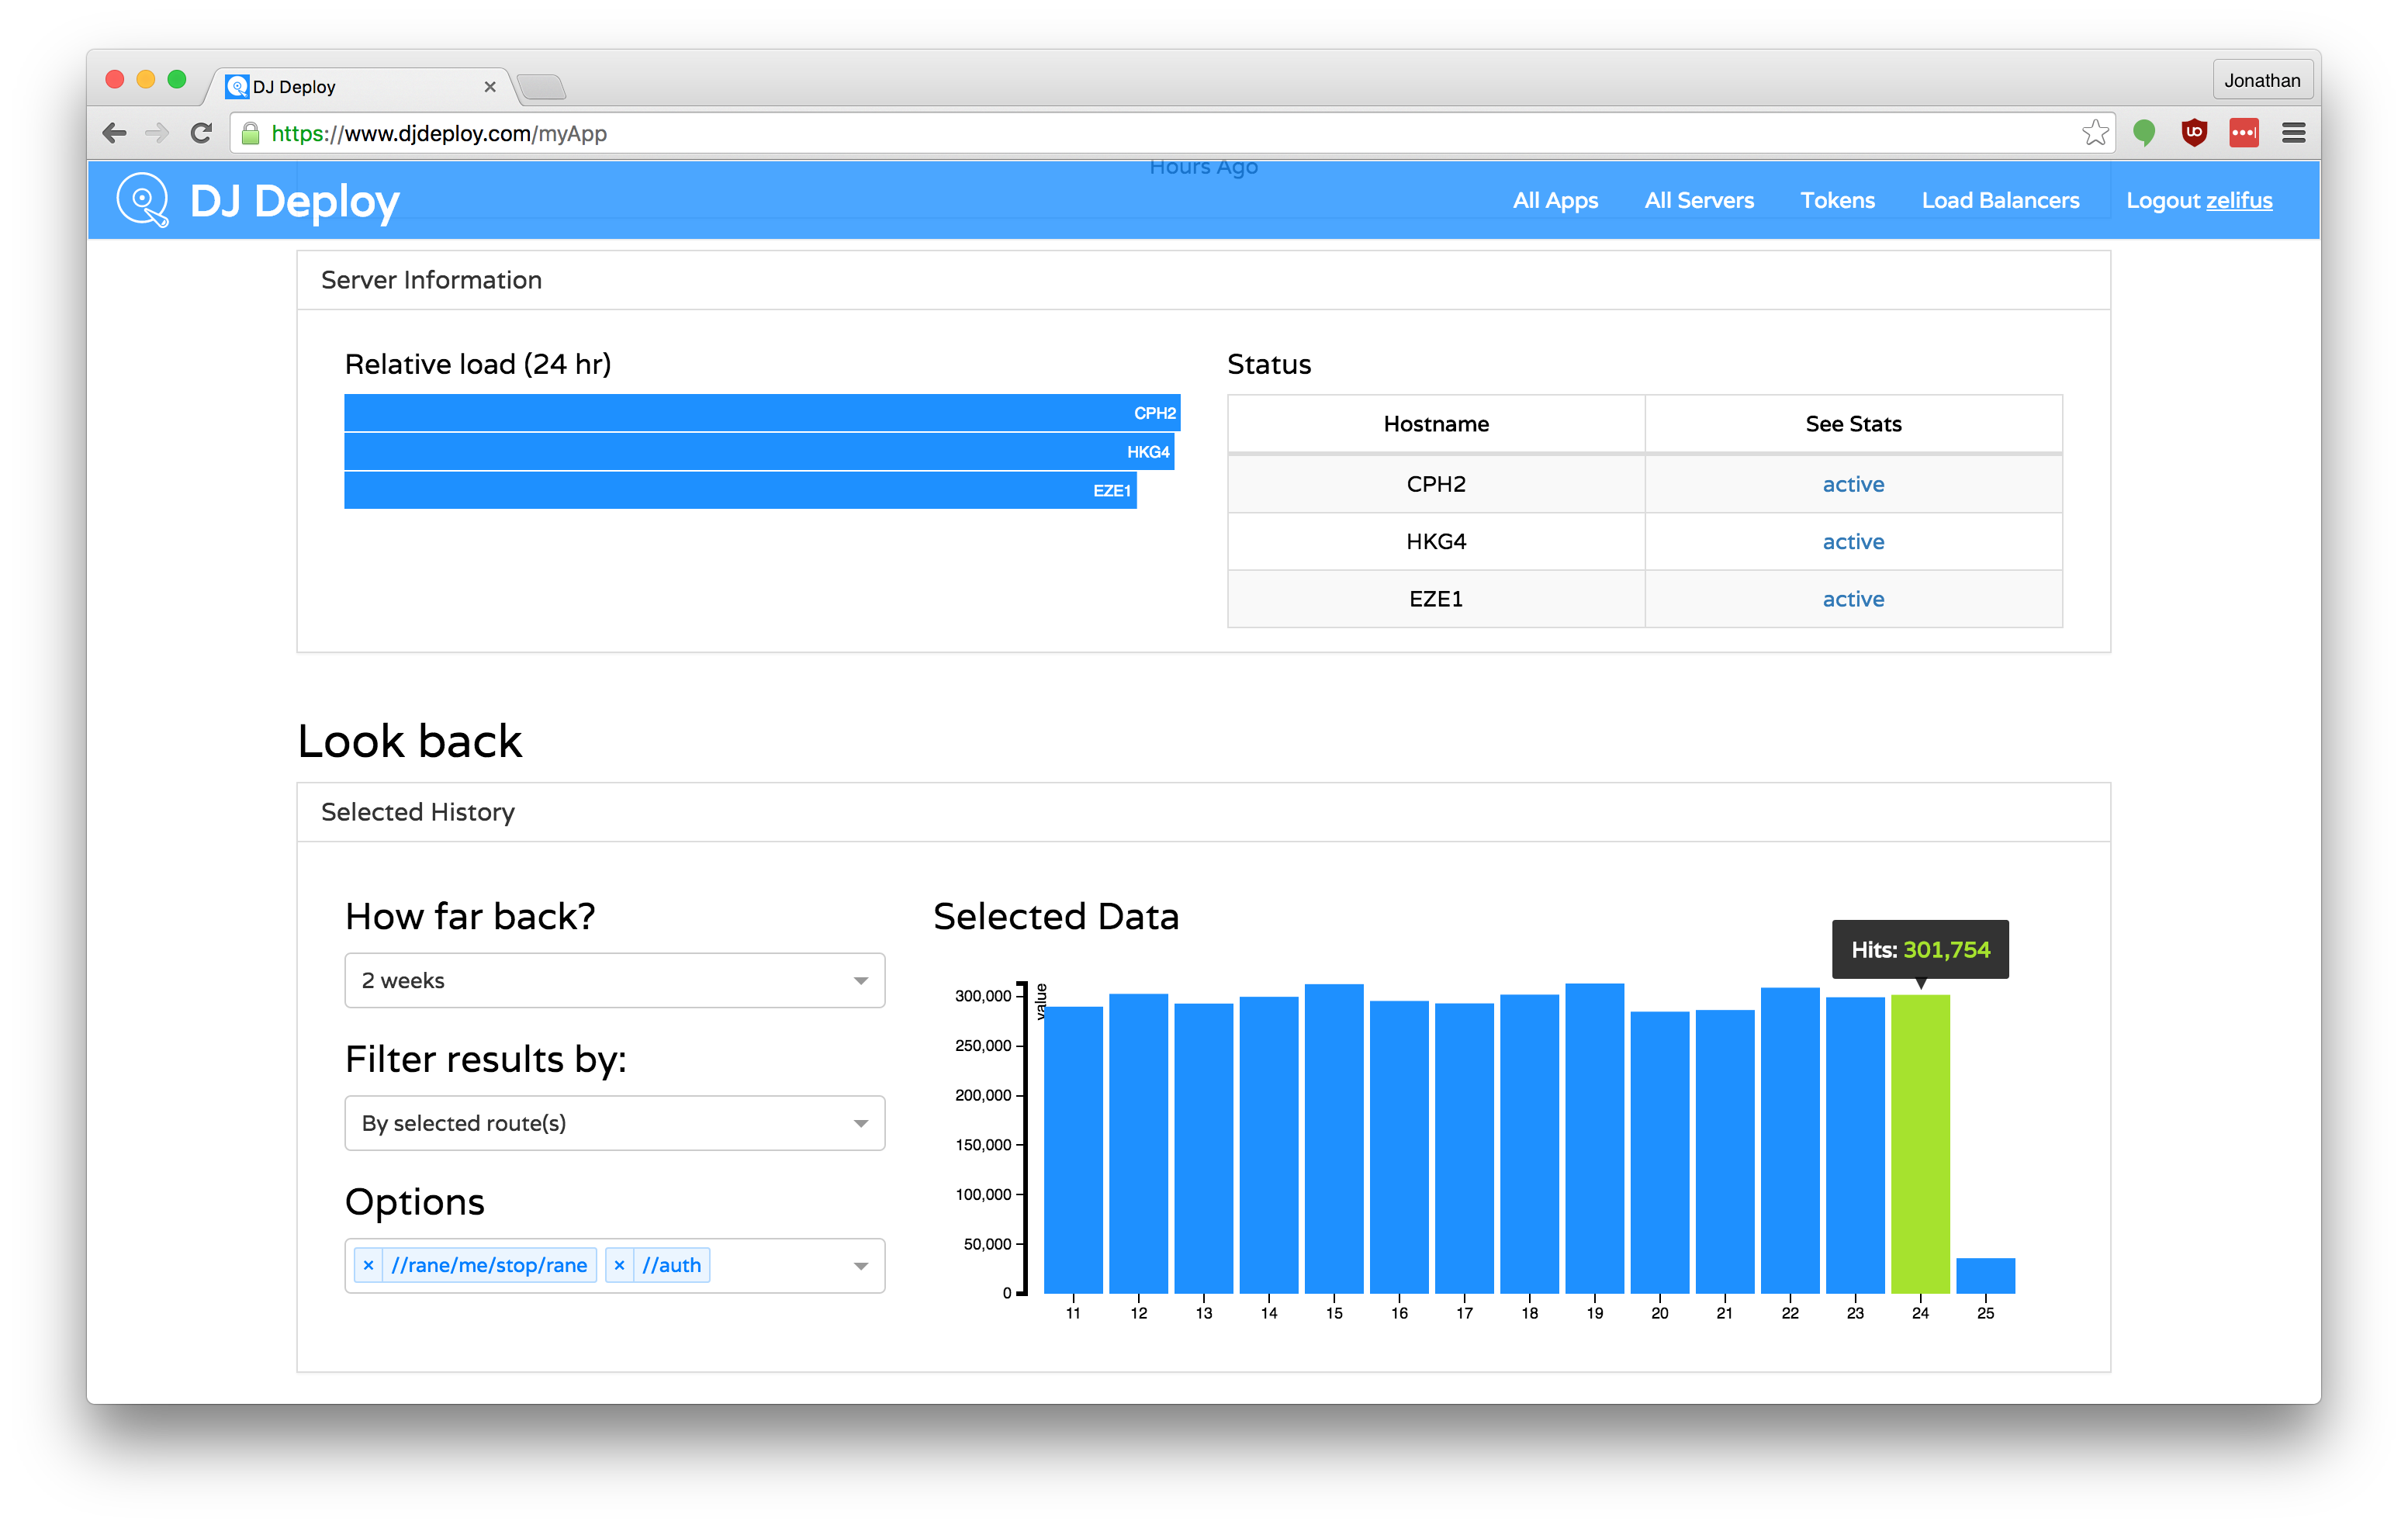 DJ Deploy
Jonathan
https://www.djdeploy.com/myApp
Hours Ago
DJ Deploy
All Apps All Servers Tokens Load Balancers Logout zelifus
Server Information
Relative load (24 hr)
CPH2
HKG4
EZE1
Status
Hostname See Stats
CPH2 active
HKG4 active
EZE1 active
Look back
Selected History
How far back?
2 weeks
Filter results by:
By selected route(s)
Options
× //rane/me/stop/rane × //auth
Selected Data
Hits: 301,754
value
300,000
250,000
200,000
150,000
100,000
50,000
0
11 12 13 14 15 16 17 18 19 20 21 22 23 24 25